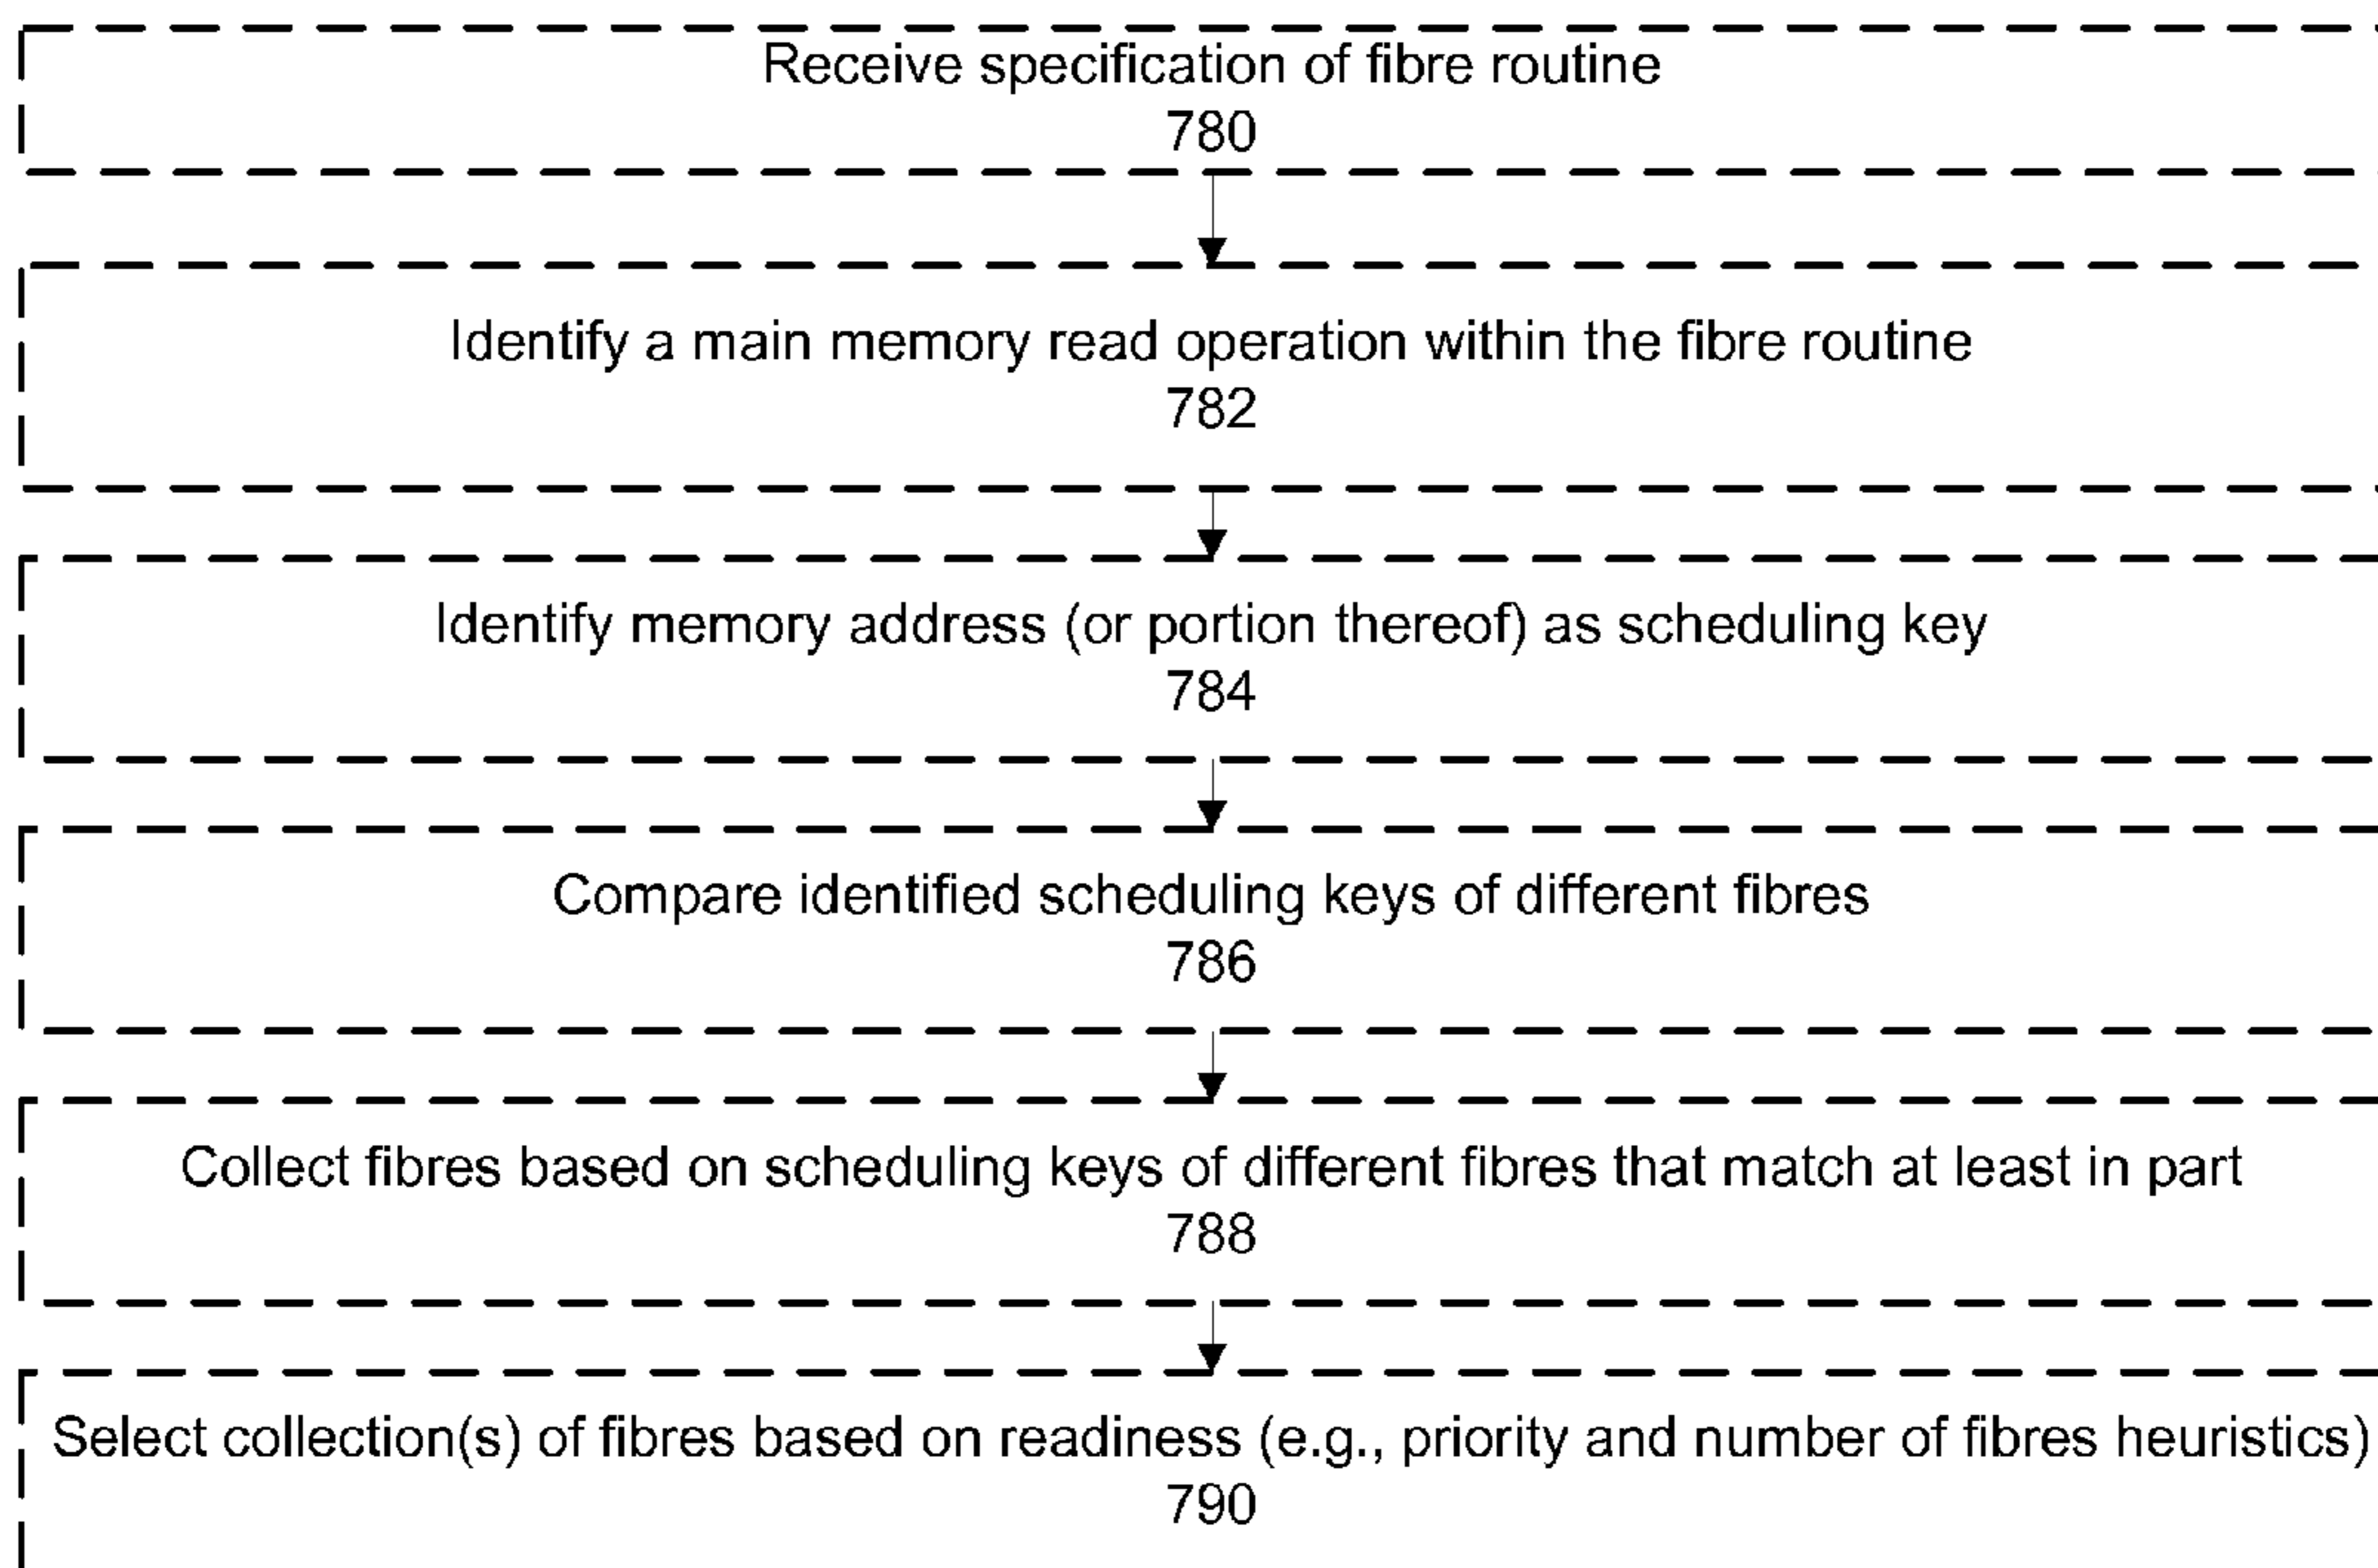 Receive specification of fibre routine
780
Identify a main memory read operation within the fibre routine
782
Identify memory address (or portion thereof) as scheduling key
784
Compare identified scheduling keys of different fibres
786
Collect fibres based on scheduling keys of different fibres that match at least in part
788
Select collection(s) of fibres based on readiness (e.g., priority and number of fibres heuristics)
790